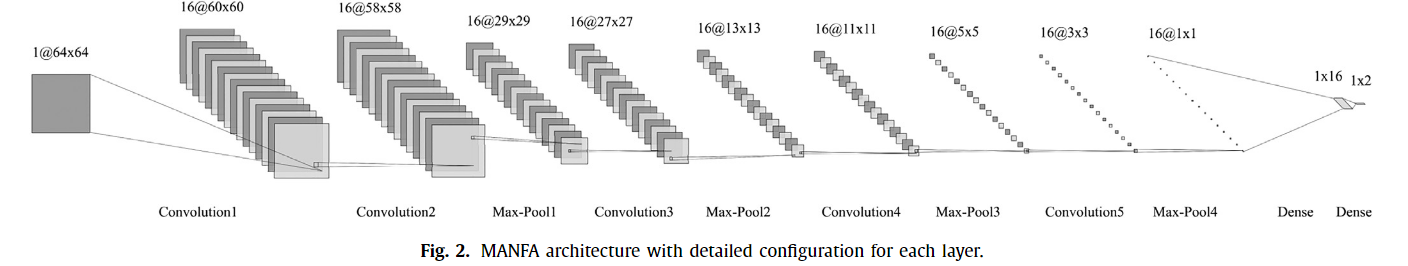 1@64x64
16@60x60
16@58x58
16@29x29
16@27x27
16@13x13
16@11x11
16@5x5
16@3x3
16@1x1
1x16
1x2
Convolution1
Convolution2
Max-Pool1
Convolution3
Max-Pool2
Convolution4
Max-Pool3
Convolution5
Max-Pool4
Dense
Dense
Fig. 2. MANFA architecture with detailed configuration for each layer.